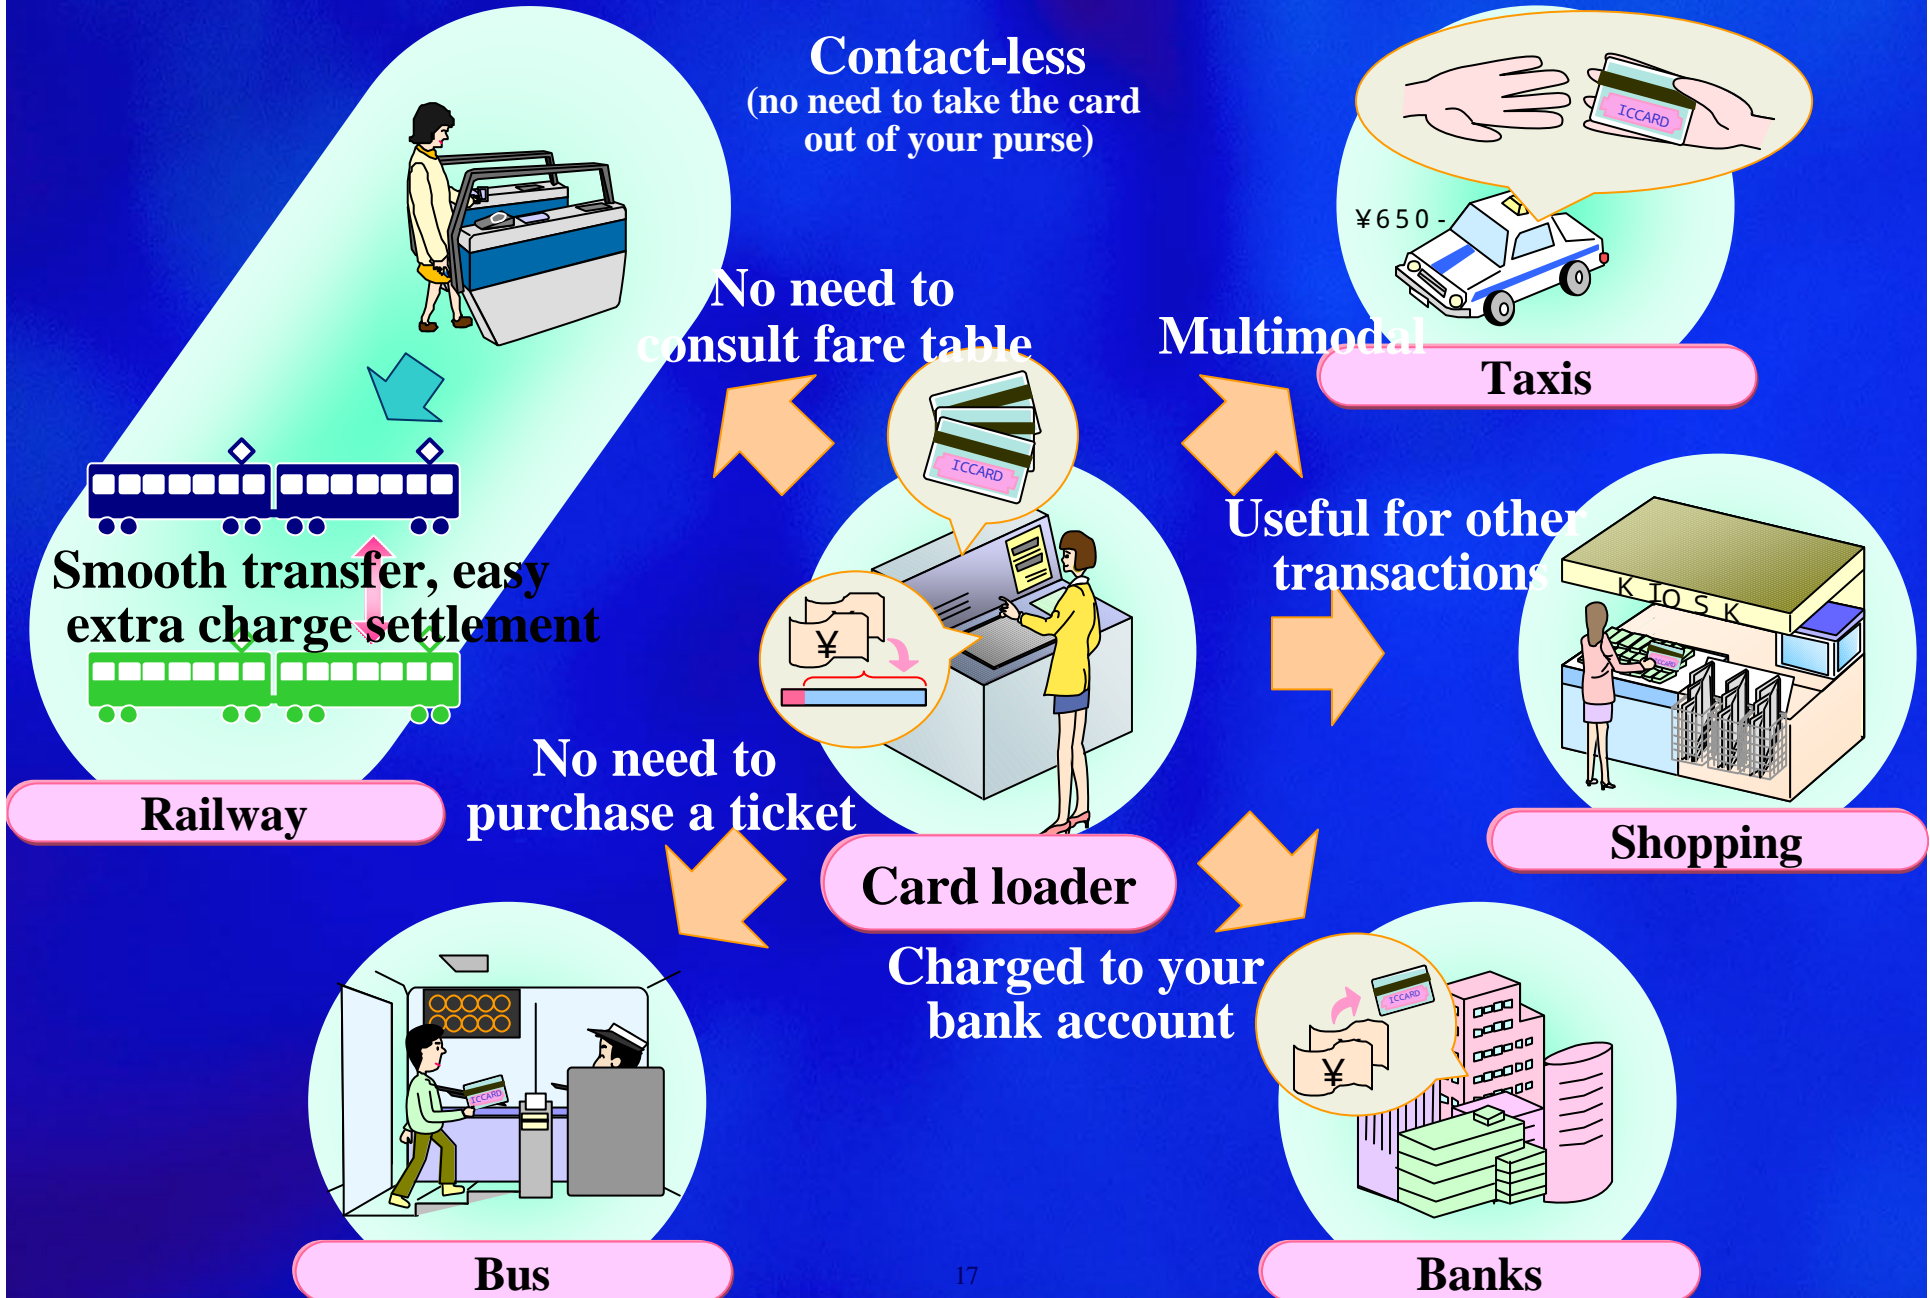 Contact-less
(no need to take the card
out of your purse)
ICCARD
¥650-
No need to
consult fare table
Multimodal
Taxis
ICCARD
Useful for other
transactions
KIOSK
ICCARD
Smooth transfer, easy
extra charge settlement
¥
No need to
purchase a ticket
Railway
Shopping
Card loader
Charged to your
bank account
ICCARD
¥
ICCARD
Bus
17
Banks